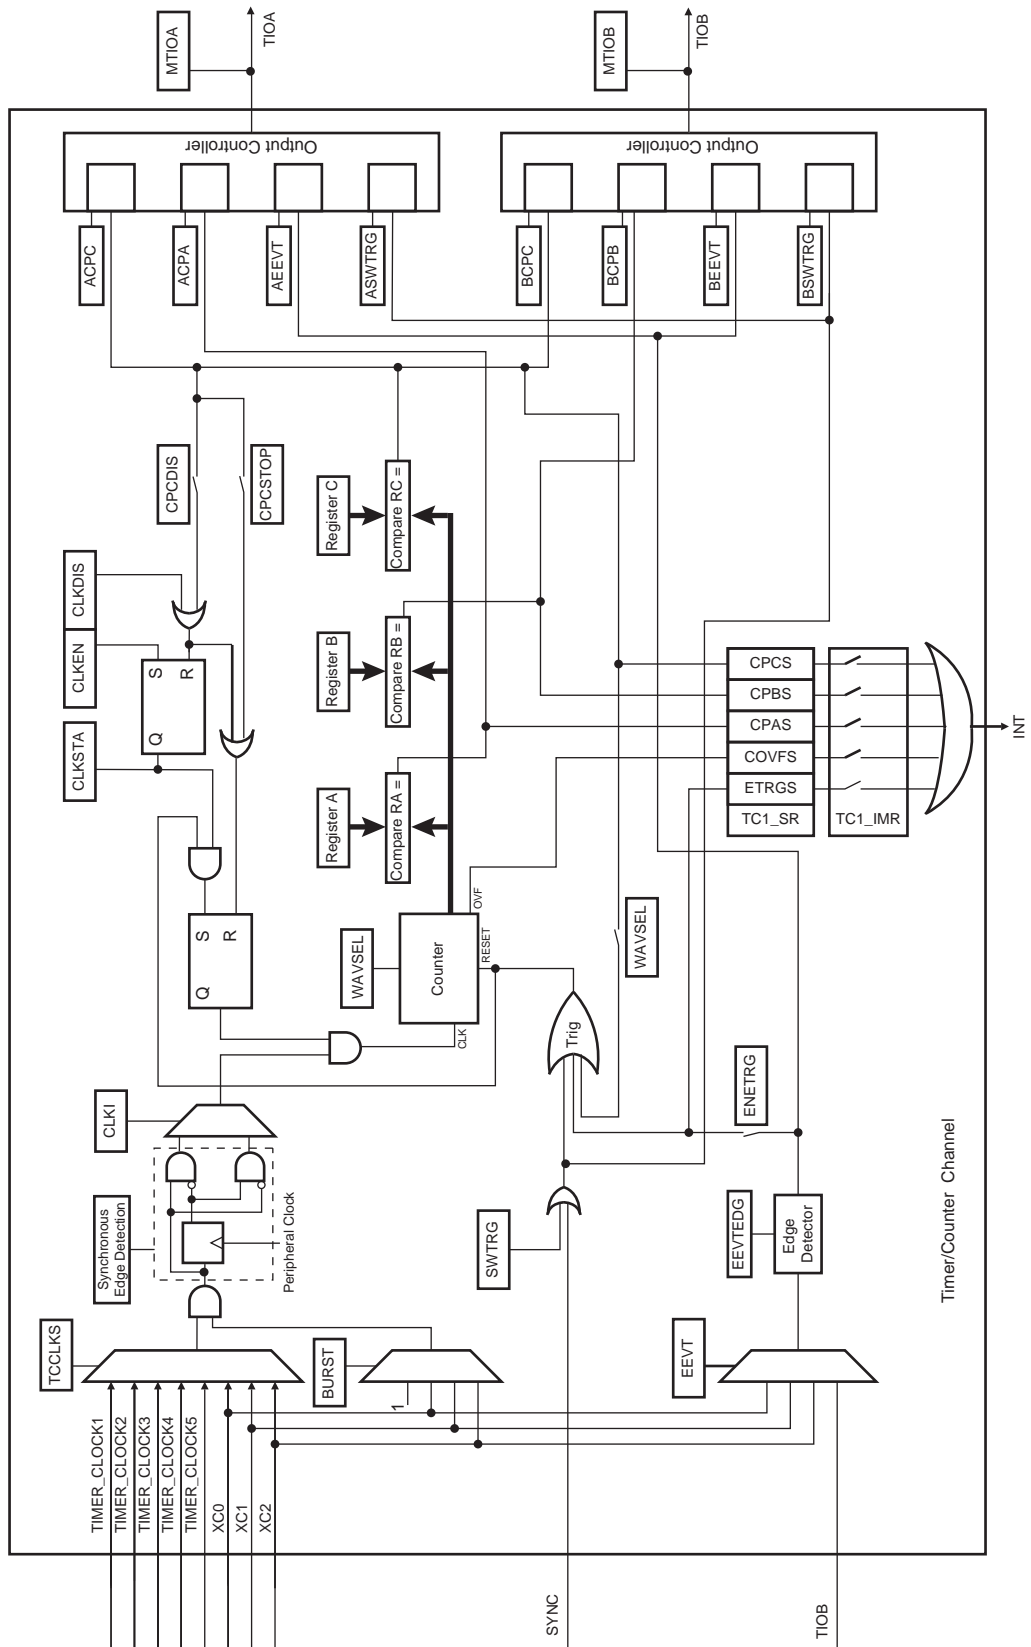 TCCLKS
TIMER_CLOCK1
TIMER_CLOCK2
TIMER_CLOCK3
TIMER_CLOCK4
TIMER_CLOCK5
XC0
XC1
XC2
Synchronous
Edge Detection
CLKI
Peripheral Clock
BURST
1
CLKSTA
CLKEN
CLKDIS
Q
S
R
Q
S
R
CPCDIS
CPCSTOP
Register A
Register B
Register C
Compare RA =
Compare RB =
Compare RC =
WAVSEL
Counter
CLK
RESET
OVF
SYNC
SWTRG
Trig
WAVSEL
TIOB
EEVT
EEVTEDG
Edge
Detector
ENETRG
CPCS
CPBS
CPAS
COVFS
ETRGS
TC1_SR
TC1_IMR
INT
ACPC
ACPA
AEEVT
ASWTRG
Output Controller
MTIOA
TIOA
BCPC
BCPB
BEEVT
BSWTRG
Output Controller
MTIOB
TIOB
Timer/Counter Channel